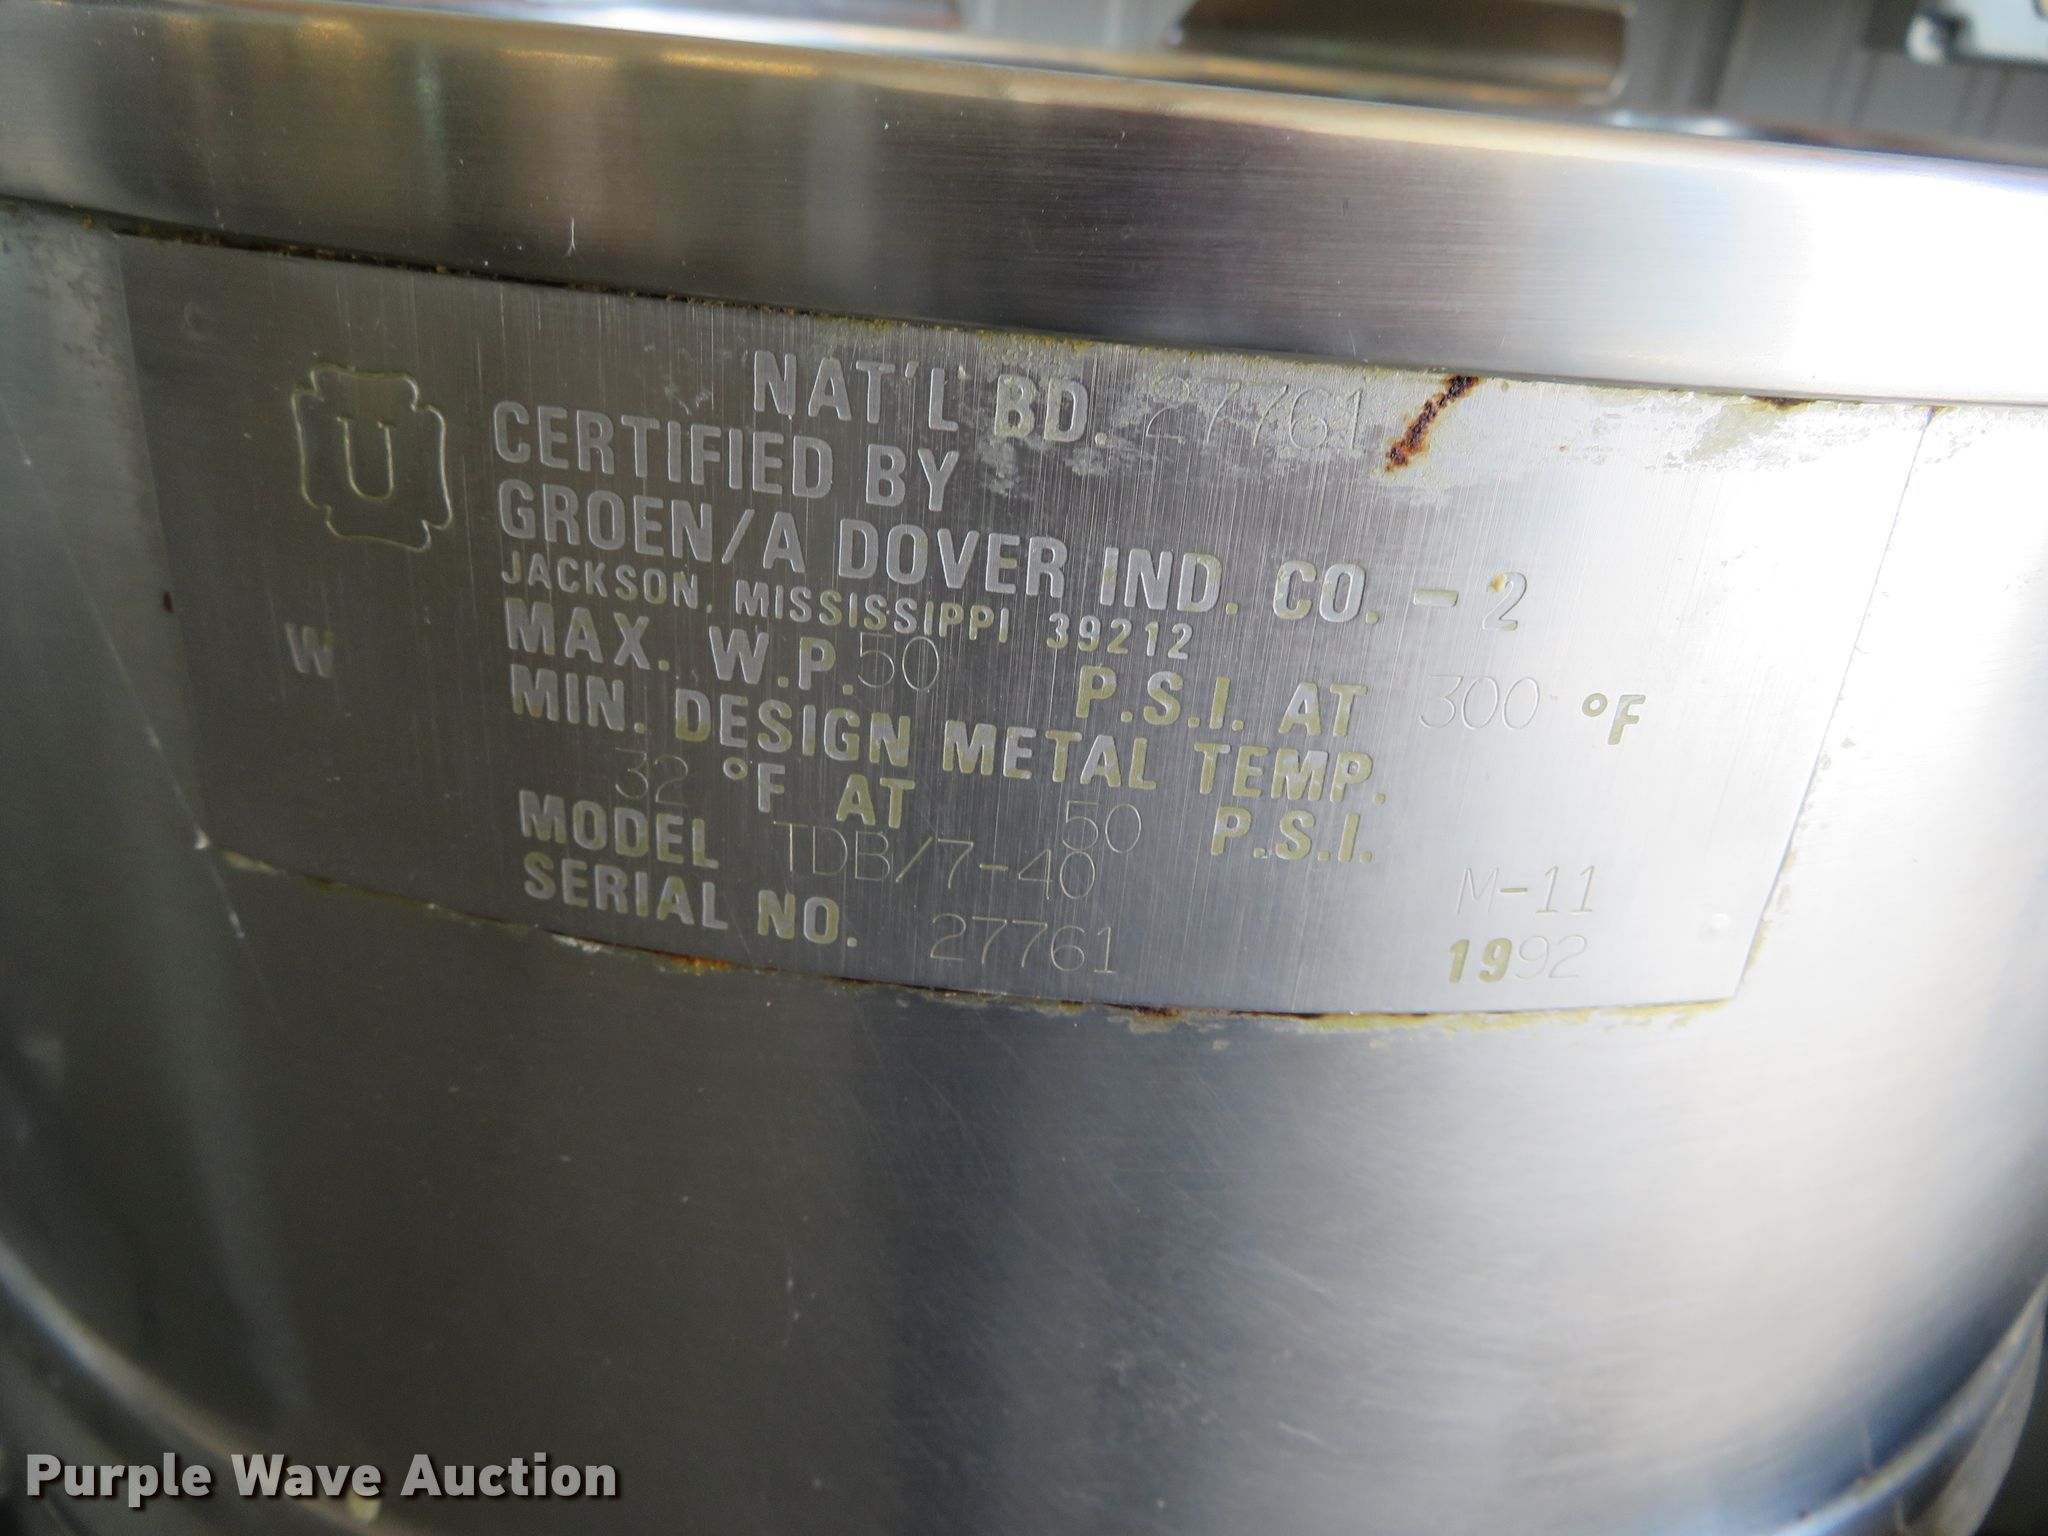 NAT'L BD. 27761
U
CERTIFIED BY
GROEN/A DOVER IND. CO. - 2
JACKSON, MISSISSIPPI 39212
W
MAX. W.P. 50 P.S.I. AT 300 °F
MIN. DESIGN METAL TEMP.
32 °F AT 50 P.S.I.
MODEL TDB/7-40 M-11
SERIAL NO. 27761 1992
Purple Wave Auction